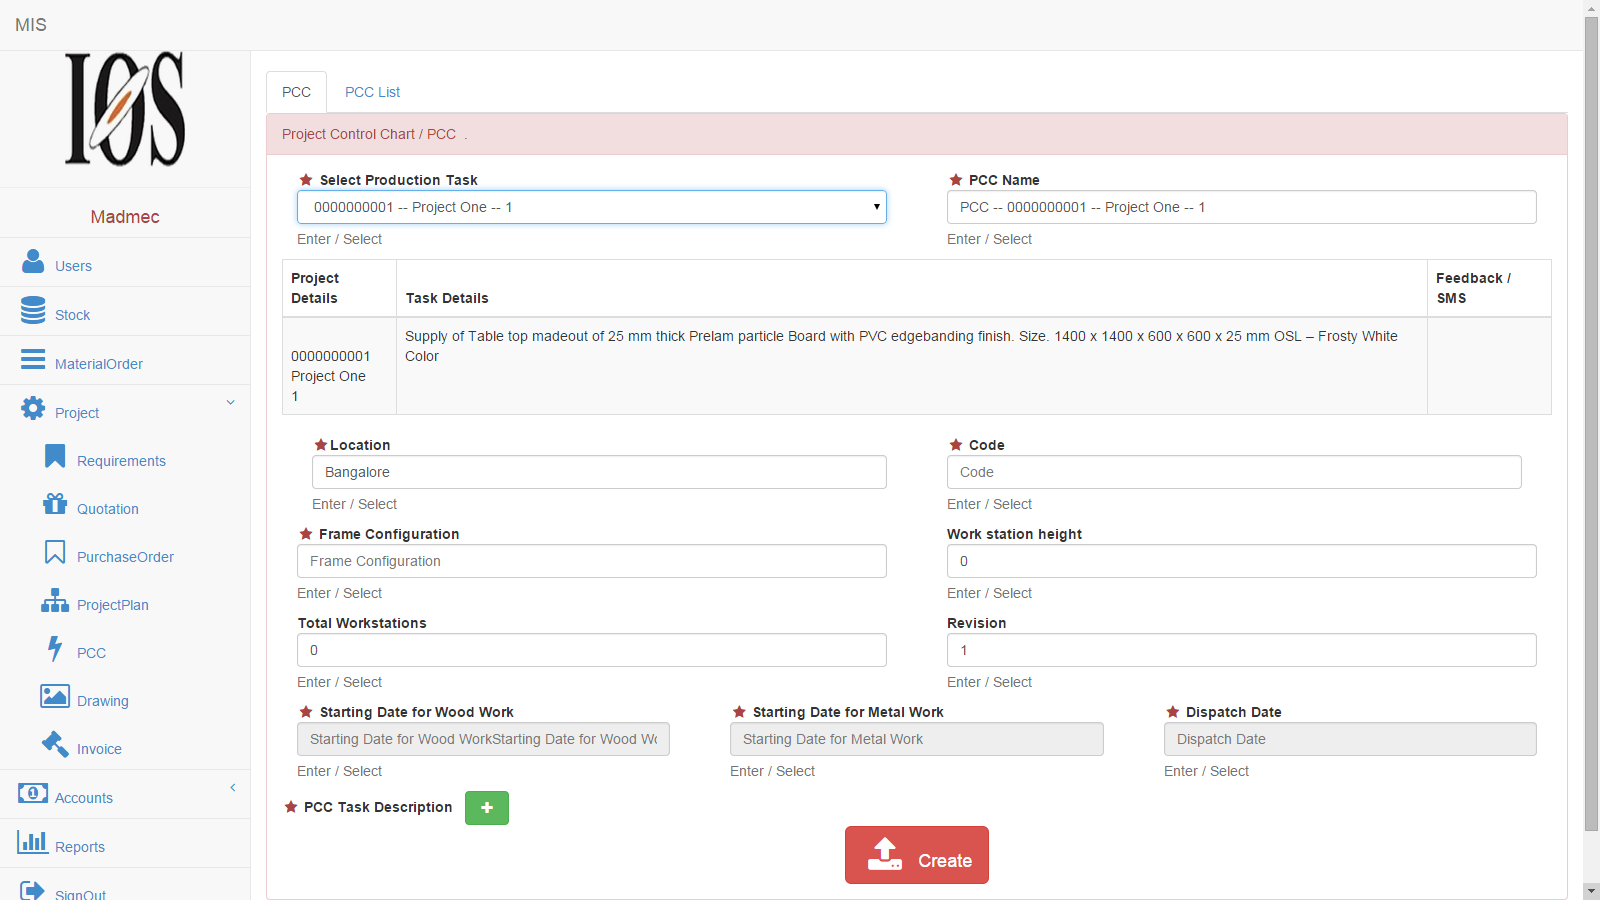 MIS
IOS
Madmec
Users
Stock
MaterialOrder
Project
Requirements
Quotation
PurchaseOrder
ProjectPlan
PCC
Drawing
Invoice
Accounts
Reports
SignOut
PCC PCC List
Project Control Chart / PCC .
Select Production Task
0000000001 -- Project One -- 1
Enter / Select
PCC Name
PCC -- 0000000001 -- Project One -- 1
Enter / Select
Project Details
Task Details
Feedback / SMS
0000000001
Project One
1
Supply of Table top madeout of 25 mm thick Prelam particle Board with PVC edgebanding finish. Size. 1400 x 1400 x 600 x 600 x 25 mm OSL – Frosty White
Color
Location
Bangalore
Enter / Select
Code
Code
Enter / Select
Frame Configuration
Frame Configuration
Enter / Select
Work station height
0
Enter / Select
Total Workstations
0
Enter / Select
Revision
1
Enter / Select
Starting Date for Wood Work
Starting Date for Wood WorkStarting Date for Wood Wo
Enter / Select
Starting Date for Metal Work
Starting Date for Metal Work
Enter / Select
Dispatch Date
Dispatch Date
Enter / Select
PCC Task Description +
Create